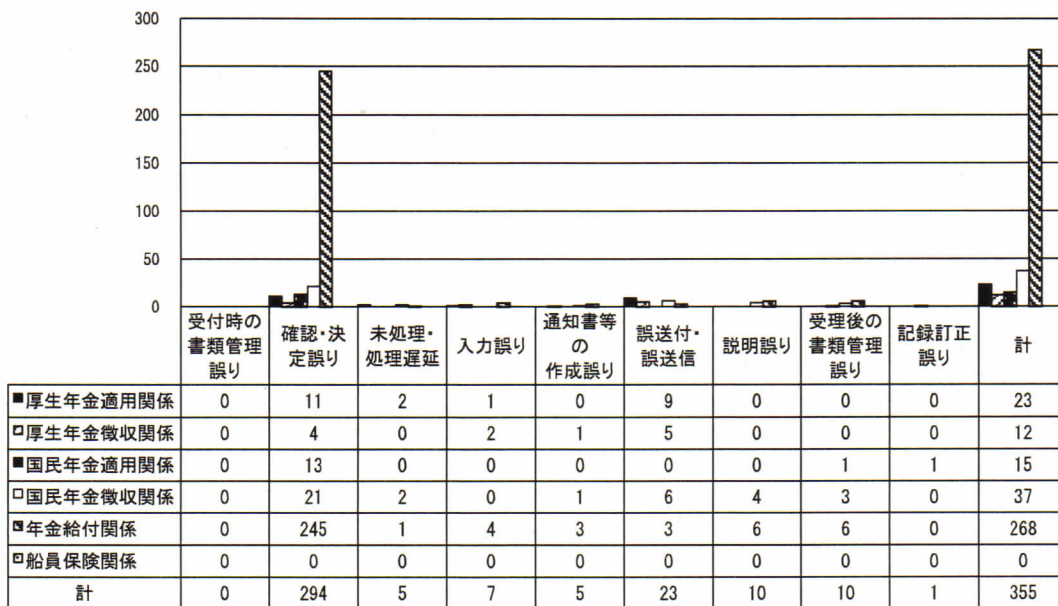 300
250
200
150
100
50
0
受付時の書類管理誤り 確認・決定誤り 未処理・処理遅延 入力誤り 通知書等の作成誤り 誤送付・誤送信 説明誤り 受理後の書類管理誤り 記録訂正誤り 計
■厚生年金適用関係 0 11 2 1 0 9 0 0 0 23
厚生年金徴収関係 0 4 0 2 1 5 0 0 0 12
■国民年金適用関係 0 13 0 0 0 0 0 1 1 15
□国民年金徴収関係 0 21 2 0 1 6 4 3 0 37
年金給付関係 0 245 1 4 3 3 6 6 0 268
船員保険関係 0 0 0 0 0 0 0 0 0 0
計 0 294 5 7 5 23 10 10 1 355